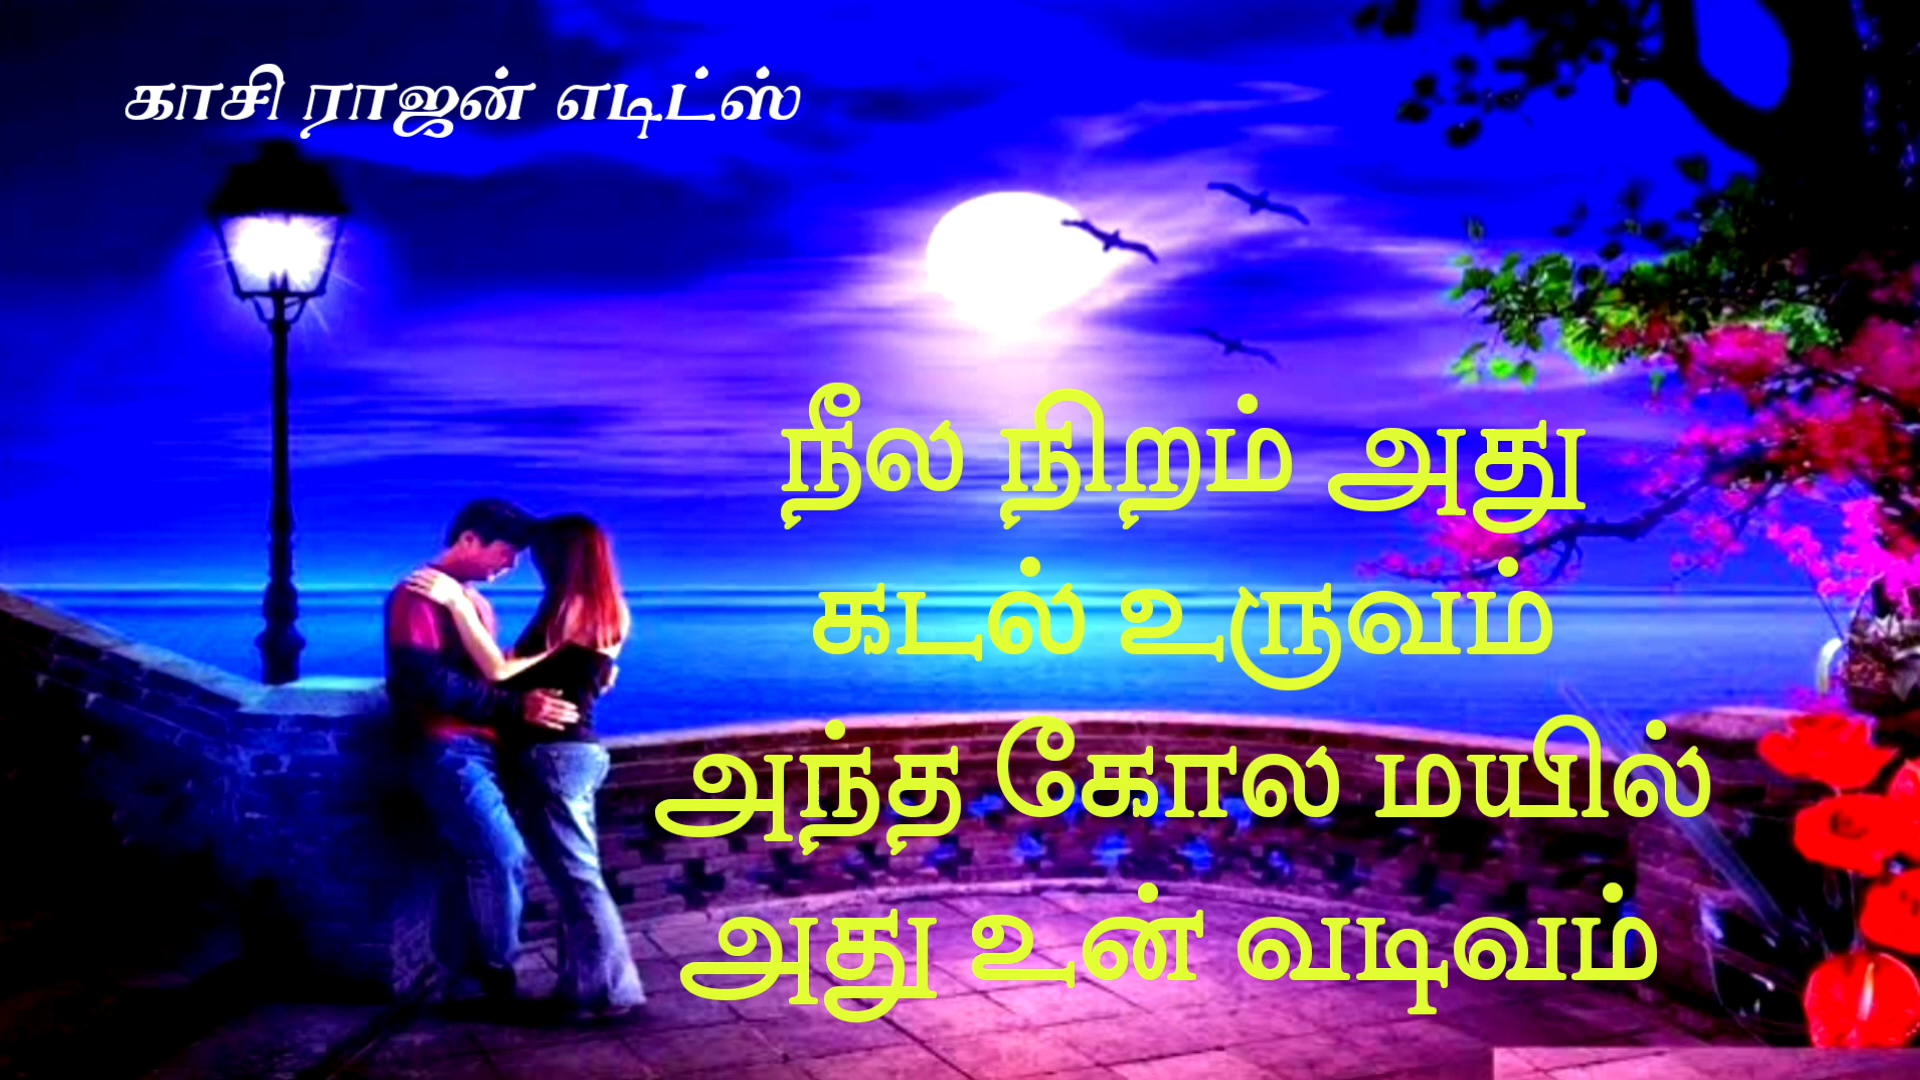 காசி ராஜன் எடிட்ஸ்
நீல நிறம் அது
கடல் உருவம்
அந்த கோல மயில்
அது உன் வடிவம்